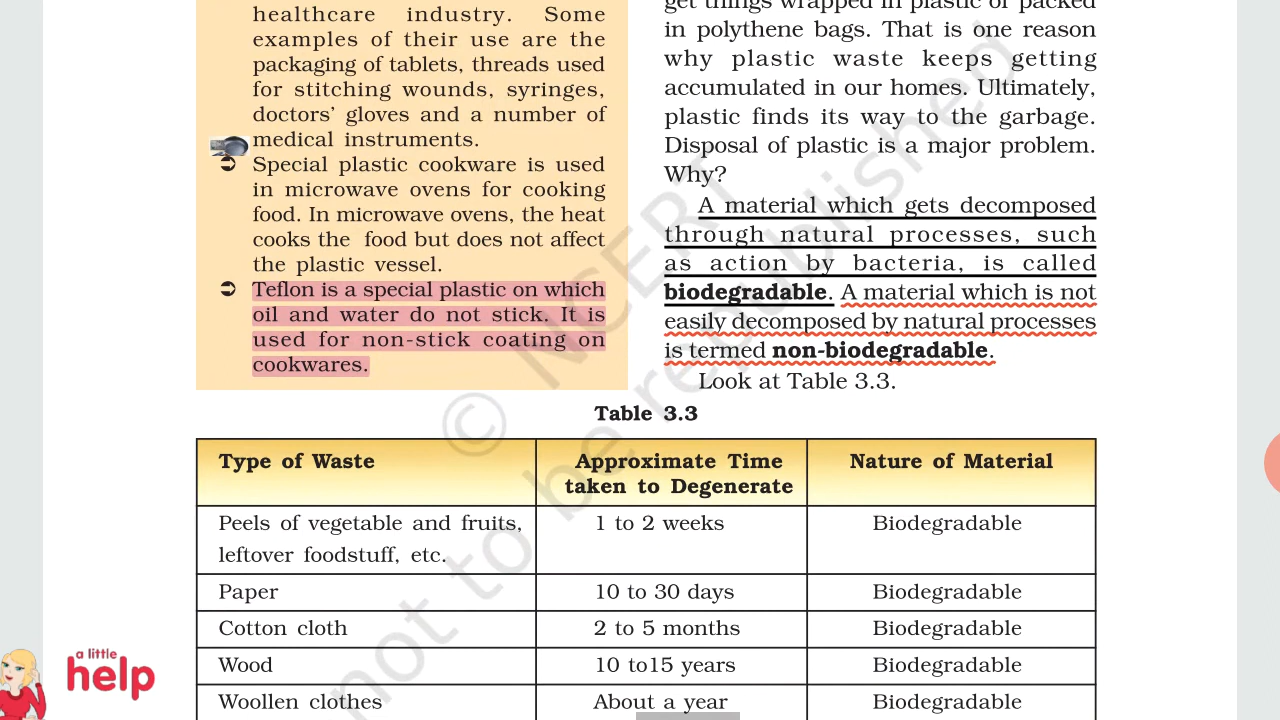 healthcare industry. Some
examples of their use are the
packaging of tablets, threads used
for stitching wounds, syringes,
doctors' gloves and a number of
medical instruments.
Special plastic cookware is used
in microwave ovens for cooking
food. In microwave ovens, the heat
cooks the food but does not affect
the plastic vessel.
Teflon is a special plastic on which
oil and water do not stick. It is
used for non-stick coating on
cookwares.
get things wrapped in plastic or packed
in polythene bags. That is one reason
why plastic waste keeps getting
accumulated in our homes. Ultimately,
plastic finds its way to the garbage.
Disposal of plastic is a major problem.
Why?
A material which gets decomposed
through natural processes, such
as action by bacteria, is called
biodegradable. A material which is not
easily decomposed by natural processes
is termed non-biodegradable.
Look at Table 3.3.
Table 3.3
Type of Waste
Approximate Time
taken to Degenerate
Nature of Material
Peels of vegetable and fruits,
leftover foodstuff, etc.
1 to 2 weeks
Biodegradable
Paper
10 to 30 days
Biodegradable
Cotton cloth
2 to 5 months
Biodegradable
Wood
10 to15 years
Biodegradable
Woollen clothes
About a year
Biodegradable
© NCERT
not to be republished
a little
help